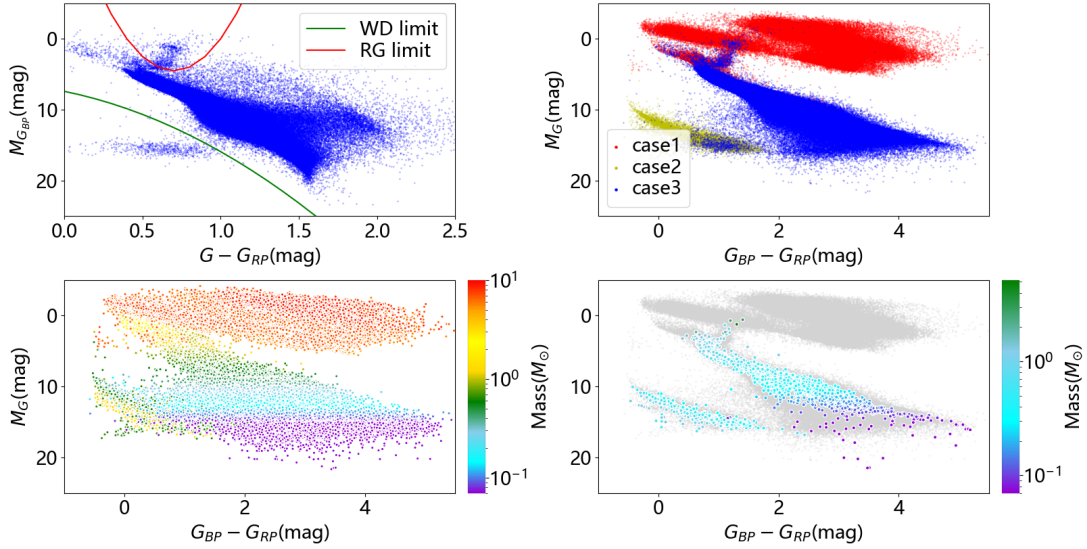 0
10
20
M_{G_{BP}}(mag)
0.0 0.5 1.0 1.5 2.0 2.5
G − G_{RP}(mag)
WD limit
RG limit
0
10
20
M_G(mag)
0 2 4
G_{BP} − G_{RP}(mag)
case1
case2
case3
0
10
20
M_G(mag)
0 2 4
G_{BP} − G_{RP}(mag)
10^1
10^0
10^{-1}
Mass(M_⊙)
0
10
20
M_G(mag)
0 2 4
G_{BP} − G_{RP}(mag)
10^0
10^{-1}
Mass(M_⊙)